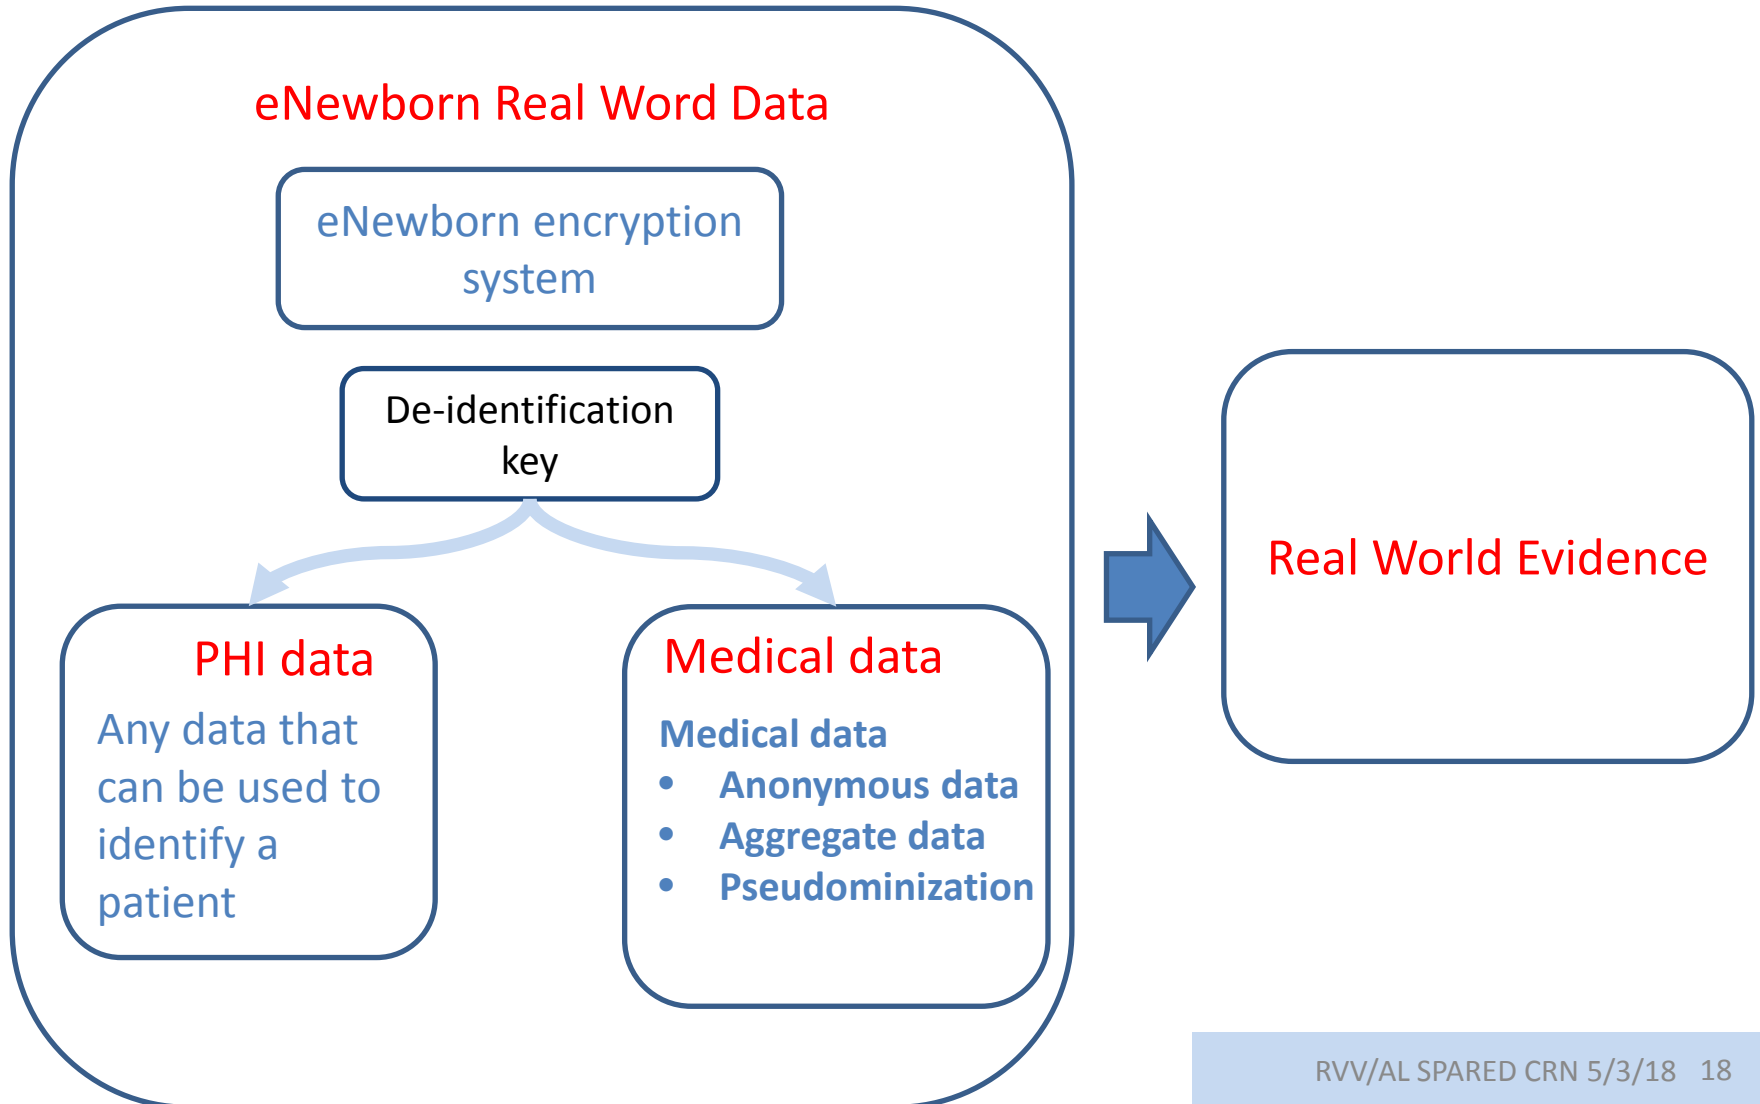 eNewborn Real Word Data
eNewborn encryption
system
De-identification
key
PHI data
Any data that
can be used to
identify a
patient
Medical data
Medical data
• Anonymous data
• Aggregate data
• Pseudominization
Real World Evidence
RVV/AL SPARED CRN 5/3/18 18